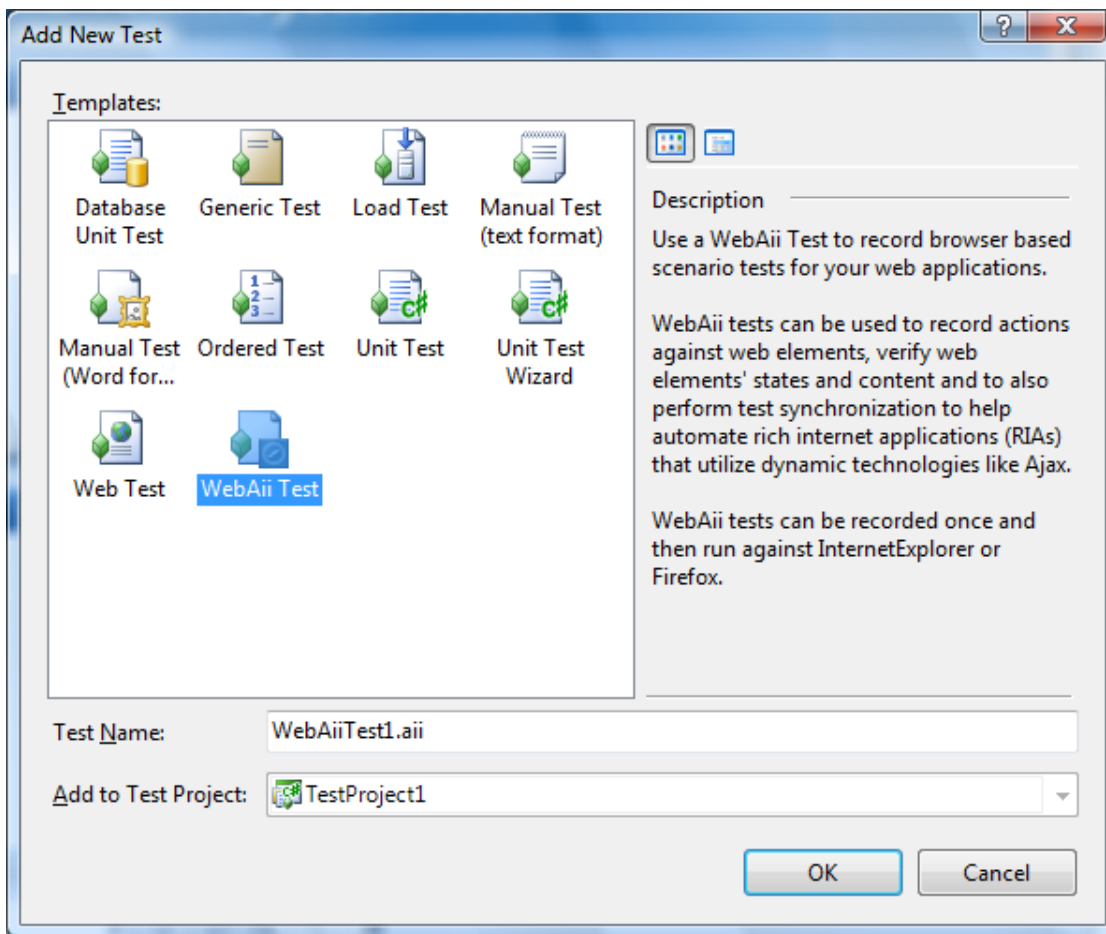 Add New Test
Templates:
Database
Unit Test
Generic Test
Load Test
Manual Test
(text format)
Manual Test
(Word for...
Ordered Test
Unit Test
Unit Test
Wizard
Web Test
WebAii Test
Description
Use a WebAii Test to record browser based
scenario tests for your web applications.
WebAii tests can be used to record actions
against web elements, verify web
elements' states and content and to also
perform test synchronization to help
automate rich internet applications (RIAs)
that utilize dynamic technologies like Ajax.
WebAii tests can be recorded once and
then run against InternetExplorer or
Firefox.
Test Name:
WebAiiTest1.aii
Add to Test Project:
TestProject1
OK
Cancel